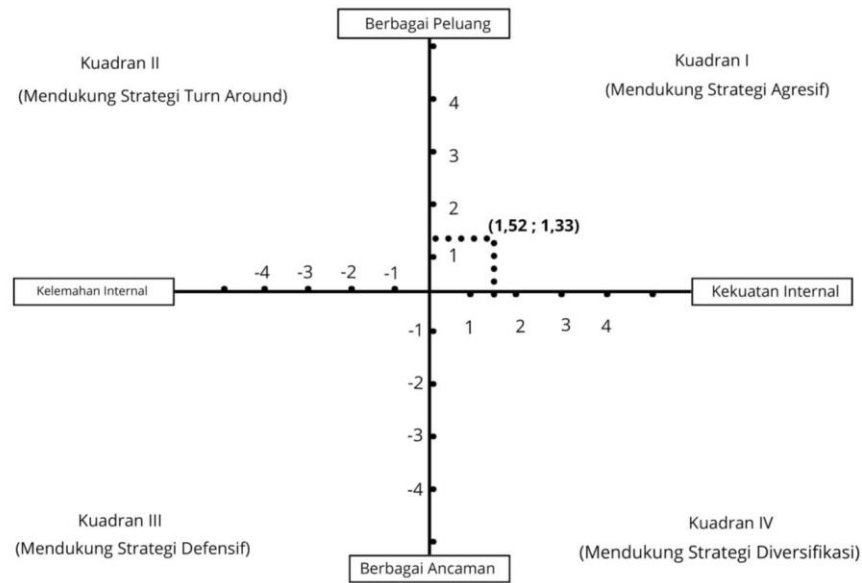 Berbagai Peluang
Kuadran II
(Mendukung Strategi Turn Around)
Kuadran I
(Mendukung Strategi Agresif)
4
3
2
(1,52 ; 1,33)
1
-4 -3 -2 -1
Kelemahan Internal
Kekuatan Internal
1 2 3 4
-1
-2
-3
-4
Kuadran III
(Mendukung Strategi Defensif)
Kuadran IV
(Mendukung Strategi Diversifikasi)
Berbagai Ancaman